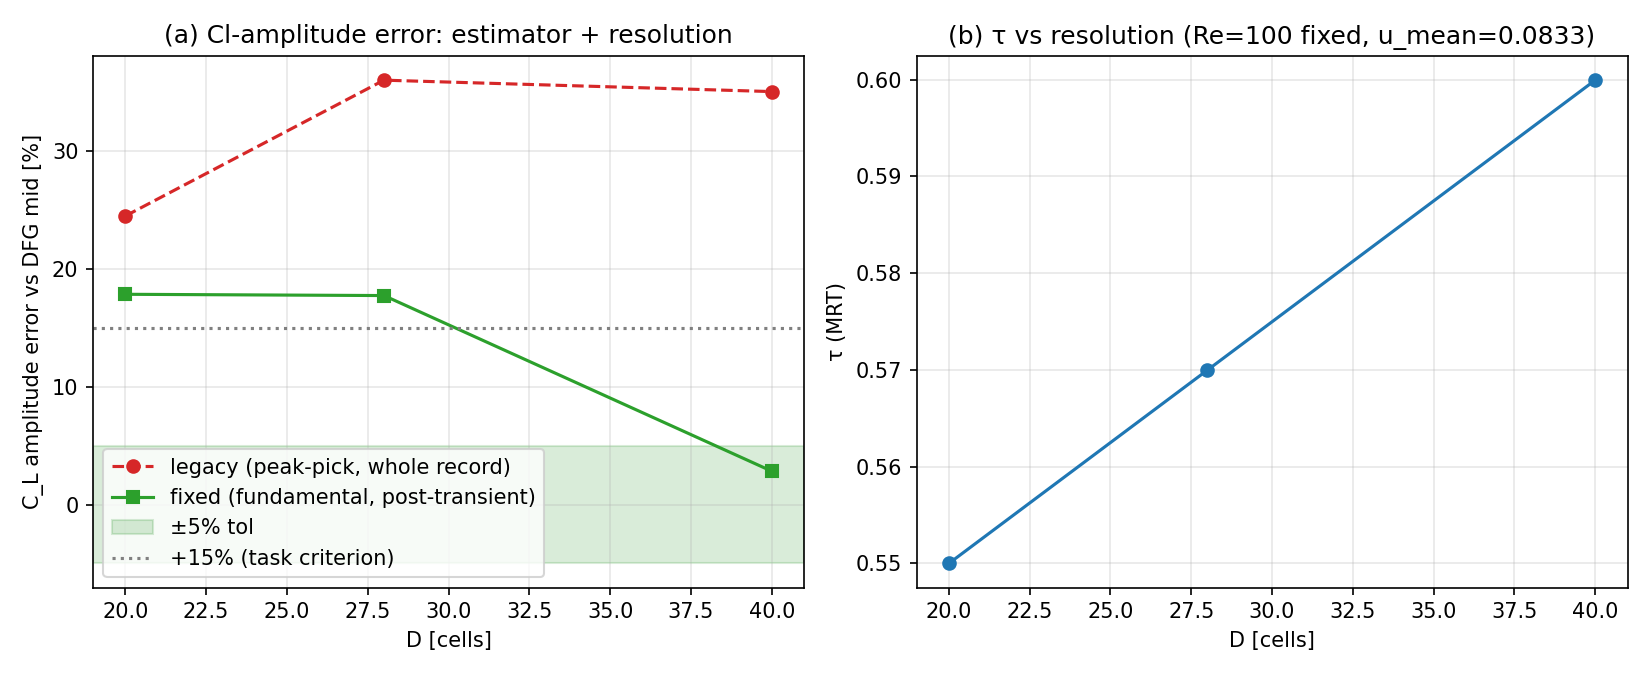 (a) Cl-amplitude error: estimator + resolution
C_L amplitude error vs DFG mid [%]
30
20
10
0
legacy (peak-pick, whole record)
fixed (fundamental, post-transient)
±5% tol
+15% (task criterion)
20.0 22.5 25.0 27.5 30.0 32.5 35.0 37.5 40.0
D [cells]
(b) τ vs resolution (Re=100 fixed, u_mean=0.0833)
τ (MRT)
0.60
0.59
0.58
0.57
0.56
0.55
20.0 22.5 25.0 27.5 30.0 32.5 35.0 37.5 40.0
D [cells]